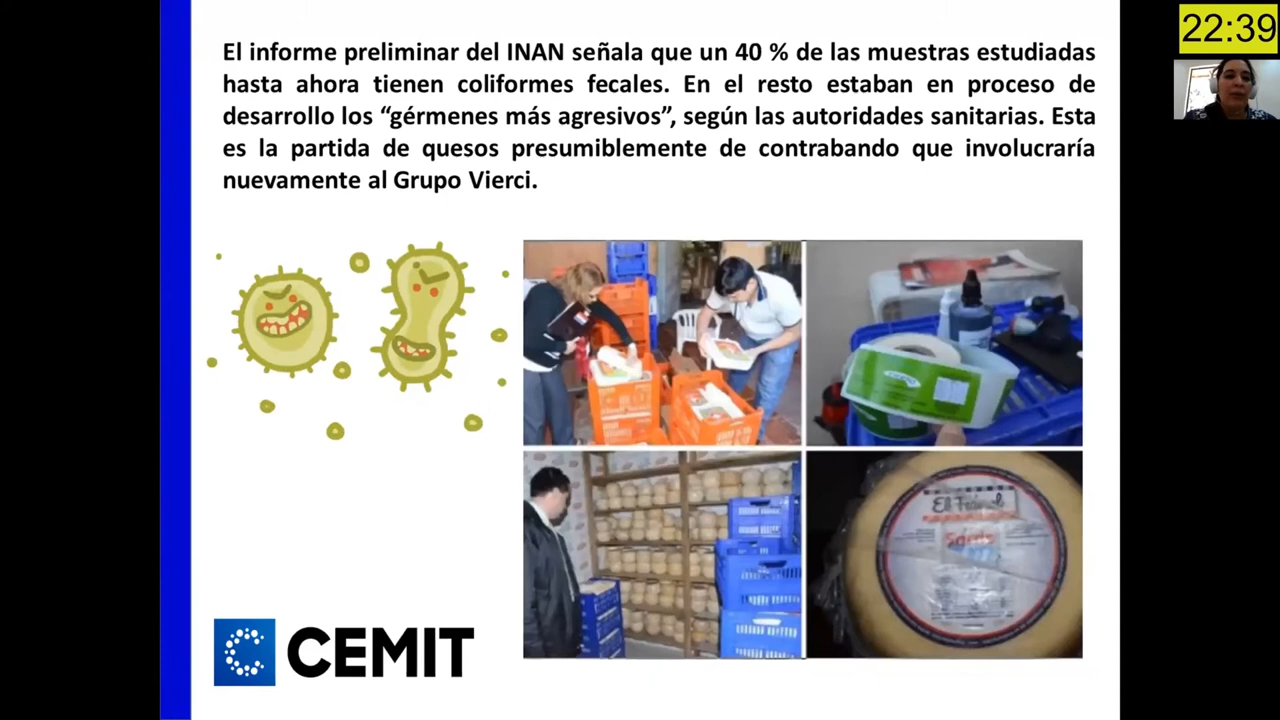 22:39
El informe preliminar del INAN señala que un 40 % de las muestras estudiadas
hasta ahora tienen coliformes fecales. En el resto estaban en proceso de
desarrollo los “gérmenes más agresivos”, según las autoridades sanitarias. Esta
es la partida de quesos presumiblemente de contrabando que involucraría
nuevamente al Grupo Vierci.
CEMIT